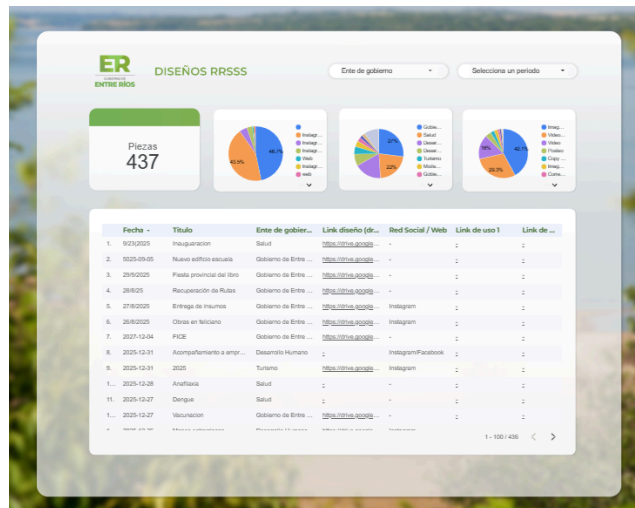 ER
GOBIERNO DE
ENTRE RÍOS
DISEÑOS RRSSS
Ente de gobierno
Selecciona un período
Piezas
437
46.7%
43.5%
Instagr...
Instagr...
Instagr...
Web
Instagr...
web
27%
22%
Gobie...
Salud
Desar...
Desar...
Turismo
Gobie...
42.1%
29.5%
16%
Imag...
Video...
Video
Posteo
Copy ...
Integ...
Fecha Título Ente de gobier... Link diseño (dr... Red Social / Web Link de uso 1 Link de ...
1. 9/23/2025 Inauguracion Salud https://drive.google... - - -
2. 5025-09-05 Nuevo edificio escuela Gobierno de Entre ... https://drive.google... - - -
3. 29/9/2025 Fiesta provincial del libro Gobierno de Entre ... https://drive.google... - - -
4. 28/8/25 Recuperación de Rutas Gobierno de Entre ... https://drive.google... - - -
5. 27/8/2025 Entrega de insumos Gobierno de Entre ... https://drive.google... Instagram - -
6. 26/8/2025 Obras en feliciano Gobierno de Entre ... https://drive.google... Instagram - -
7. 2027-12-04 FICE Gobierno de Entre ... https://drive.google... - - -
8. 2025-12-31 Acompañamiento a empr... Desarrollo Humano - Instagram/Facebook - -
9. 2025-12-31 2025 Turismo https://drive.google... Instagram - -
1... 2025-12-28 Anafilaxia Salud - - - -
11. 2025-12-27 Dengue Salud - - - -
1... 2025-12-27 Vacunacion Gobierno de Entre ... https://drive.google... - - -
1 - 100 / 436